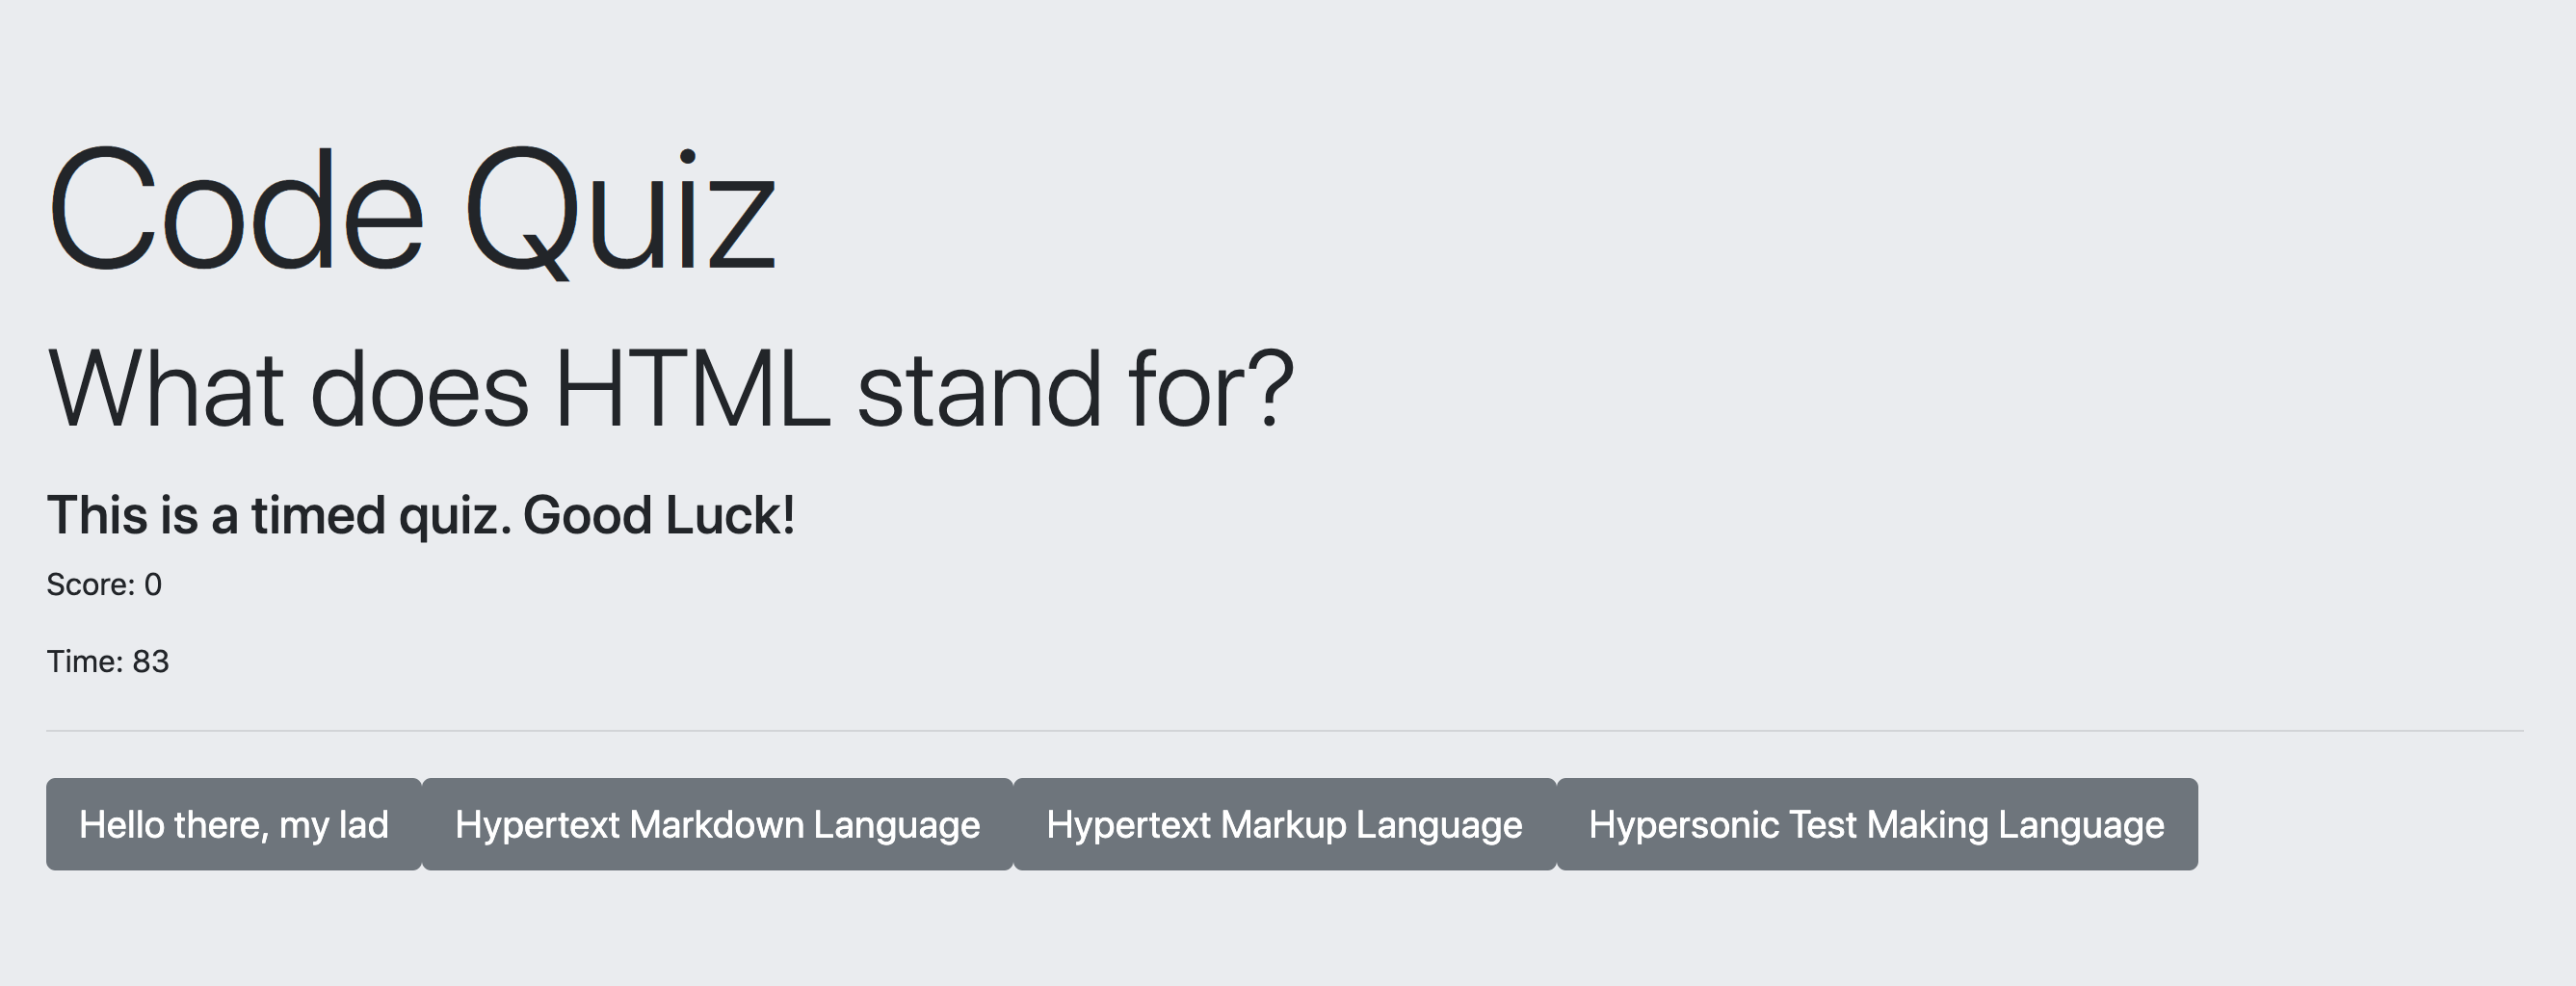 Code Quiz
What does HTML stand for?
This is a timed quiz. Good Luck!
Score: 0
Time: 83
Hello there, my lad
Hypertext Markdown Language
Hypertext Markup Language
Hypersonic Test Making Language